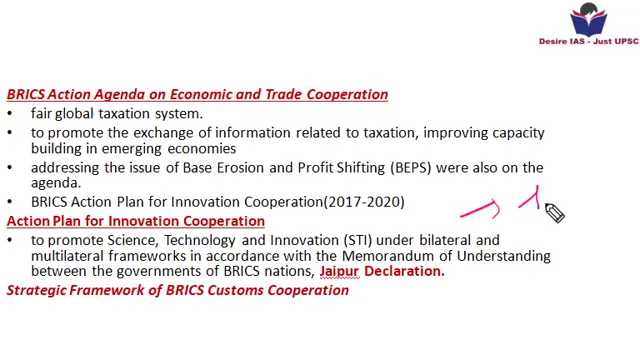 Desire IAS - Just UPSC
BRICS Action Agenda on Economic and Trade Cooperation
• fair global taxation system.
• to promote the exchange of information related to taxation, improving capacity
building in emerging economies
• addressing the issue of Base Erosion and Profit Shifting (BEPS) were also on the
agenda.
• BRICS Action Plan for Innovation Cooperation(2017-2020)
Action Plan for Innovation Cooperation
• to promote Science, Technology and Innovation (STI) under bilateral and
multilateral frameworks in accordance with the Memorandum of Understanding
between the governments of BRICS nations, Jaipur Declaration.
Strategic Framework of BRICS Customs Cooperation